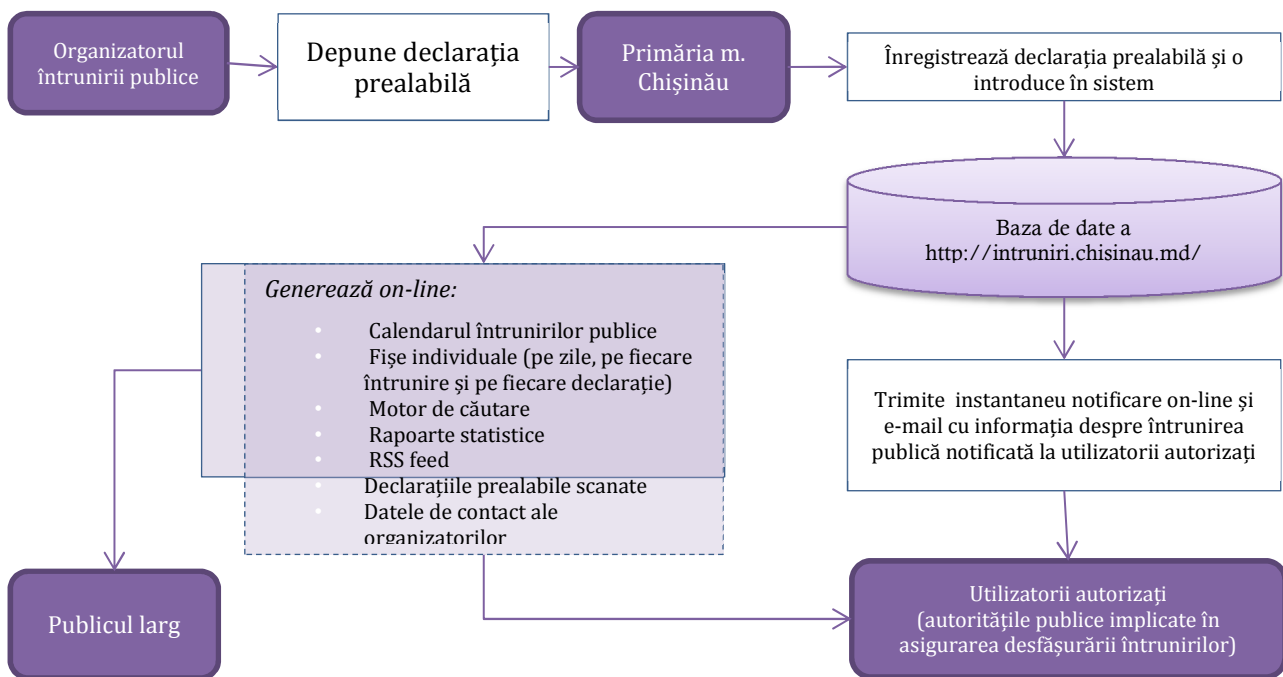 Organizatorul
întrunirii publice
Depune declarația
prealabilă
Primăria m.
Chișinău
Înregistrează declarația prealabilă și o
introduce în sistem
Baza de date a
http://intruniri.chisinau.md/
Generează on-line:
• Calendarul întrunirilor publice
• Fișe individuale (pe zile, pe fiecare
întrunire și pe fiecare declarație)
• Motor de căutare
• Rapoarte statistice
• RSS feed
• Declarațiile prealabile scanate
• Datele de contact ale
organizatorilor
Trimite instantaneu notificare on-line și
e-mail cu informația despre întrunirea
publică notificată la utilizatorii autorizați
Publicul larg
Utilizatorii autorizați
(autoritățile publice implicate în
asigurarea desfășurării întrunirilor)